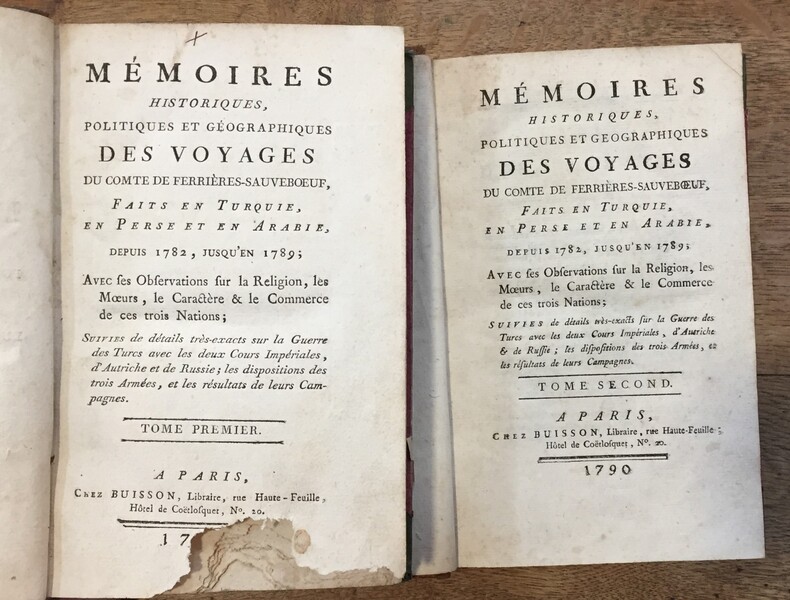 MÉMOIRES
HISTORIQUES,
POLITIQUES ET GÉOGRAPHIQUES
DES VOYAGES
DU COMTE DE FERRIÈRES-SAUVEBŒUF,
FAITS EN TURQUIE,
EN PERSE ET EN ARABIE,
DEPUIS 1782, JUSQU'EN 1789;
AVEC ſes Obſervations ſur la Religion, les
Mœurs, le Caractère & le Commerce
de ces trois Nations;
SUIVIES de détails très-exacts sur la Guerre
des Turcs avec les deux Cours Impériales,
d'Autriche et de Russie; les dispositions des
trois Armées, et les résultats de leurs Cam-
pagnes.
TOME PREMIER.
A PARIS,
CHEZ BUISSON, Libraire, rue Haute-Feuille,
Hôtel de Coëtloſquet, N°. 20.
17
MÉMOIRES
HISTORIQUES,
POLITIQUES ET GEOGRAPHIQUES
DES VOYAGES
DU COMTE DE FERRIÈRES-SAUVEBŒUF,
FAITS EN TURQUIE,
EN PERSE ET EN ARABIE,
DEPUIS 1782, JUSQU'EN 1789;
AVEC ſes Obſervations ſur la Religion, les
Mœurs, le Caractère & le Commerce
de ces trois Nations;
SUIVIES de détails très-exacts ſur la Guerre des
Turcs avec les deux Cours Impériales, d'Autriche
& de Ruſſie; les diſpoſitions des trois Armées, et
les réſultats de leurs Campagnes.
TOME SECOND.
A PARIS,
CHEZ BUISSON, Libraire, rue Haute-Feuille;
Hôtel de Coëtloſquet, N°. 20.
1790